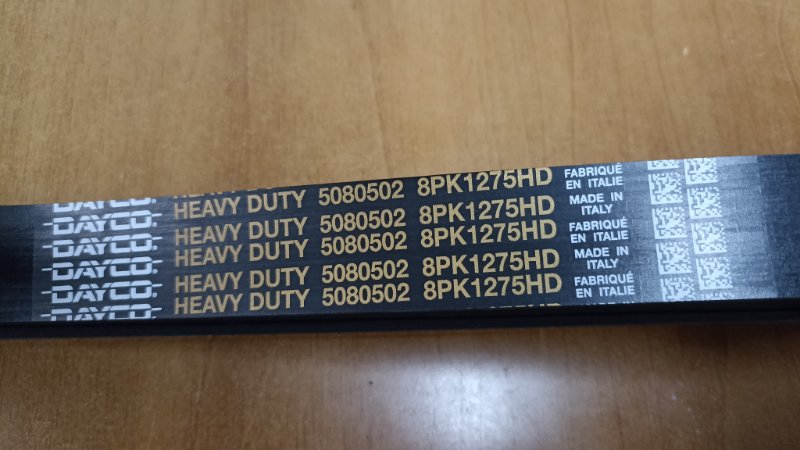 DAYCO HEAVY DUTY 5080502 8PK1275HD FABRIQUÉ EN ITALIE
DAYCO HEAVY DUTY 5080502 8PK1275HD MADE IN ITALY
DAYCO HEAVY DUTY 5080502 8PK1275HD FABRIQUÉ EN ITALIE
DAYCO HEAVY DUTY 5080502 8PK1275HD MADE IN ITALY
DAYCO HEAVY DUTY 5080502 8PK1275HD FABRIQUÉ EN ITALIE
DAYCO